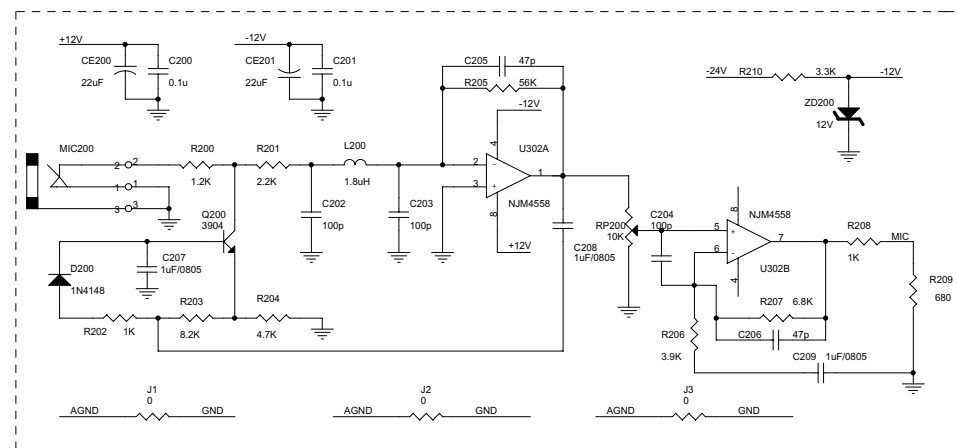 +12V
-12V
CE200
C200
22uF
0.1u
CE201
C201
22uF
0.1u
C205
47p
R205
56K
-24V
R210
3.3K
-12V
ZD200
12V
-12V
4
U302A
MIC200
2
2
1
1
3
3
R200
1.2K
R201
2.2K
L200
1.8uH
2
-
3
+
1
8
NJM4558
+12V
C202
100p
C203
100p
Q200
3904
C207
1uF/0805
D200
1N4148
R202
1K
R203
8.2K
R204
4.7K
C208
1uF/0805
RP200
10K
C204
100p
8
NJM4558
5
+
6
-
7
4
U302B
R208
1K
MIC
R209
680
R207
6.8K
C206
47p
R206
3.9K
C209
1uF/0805
J1
0
AGND
GND
J2
0
AGND
GND
J3
0
AGND
GND